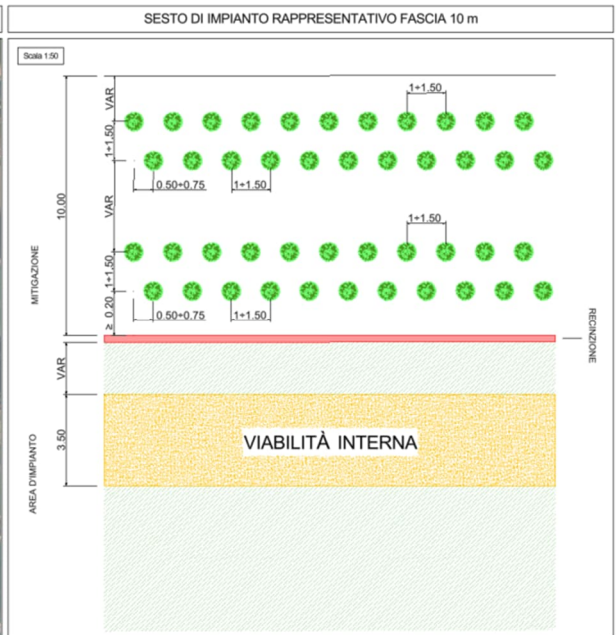 SESTO DI IMPIANTO RAPPRESENTATIVO FASCIA 10 m
Scala 1:50
VAR
1÷1.50
1÷1.50
0.50÷0.75
1÷1.50
10.00
MITIGAZIONE
VAR
1÷1.50
1÷1.50
≥ 0.20
0.50÷0.75
1÷1.50
RECINZIONE
VAR
3.50
VIABILITÀ INTERNA
AREA D'IMPIANTO